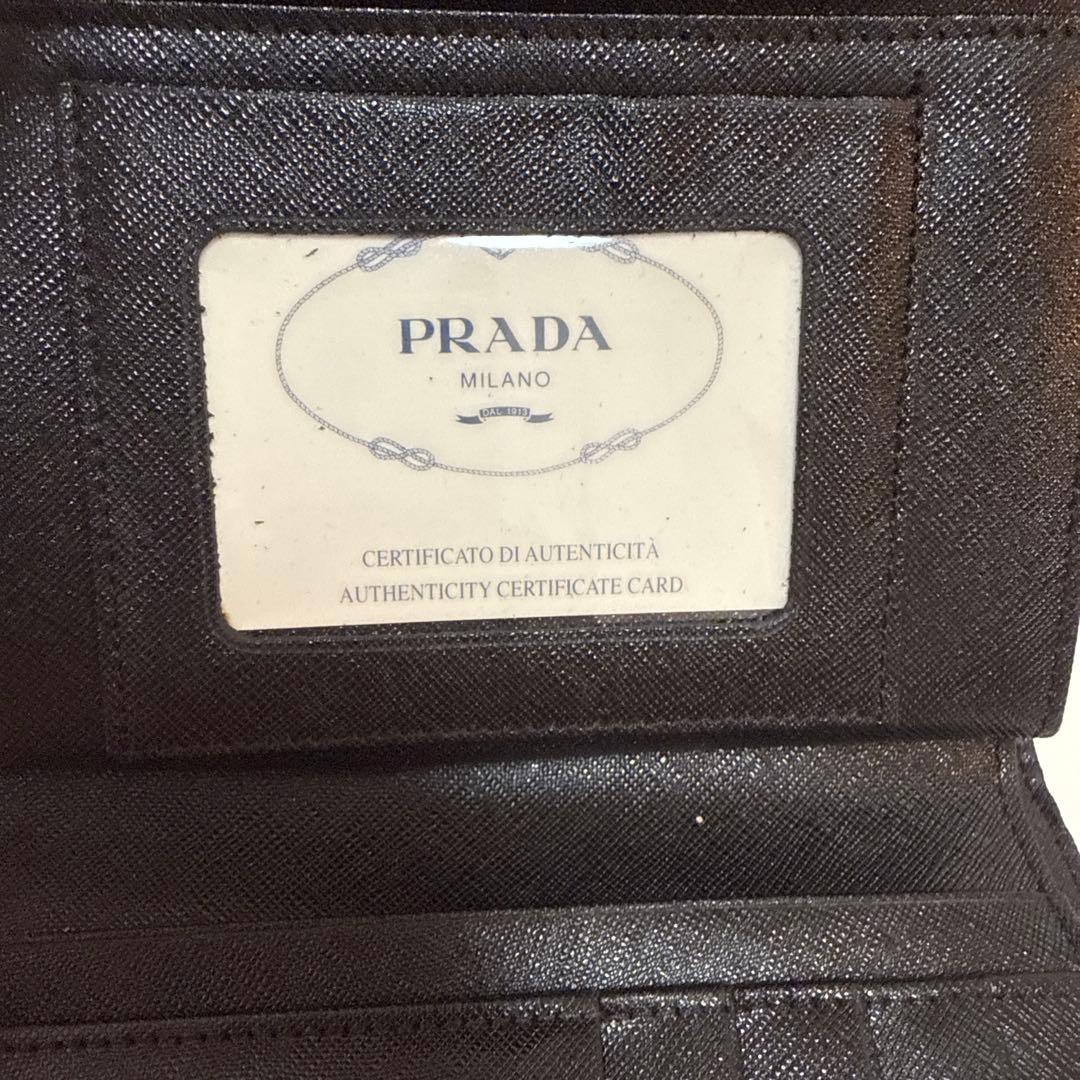 PRADA
MILANO
DAL 1913
CERTIFICATO DI AUTENTICITÀ
AUTHENTICITY CERTIFICATE CARD